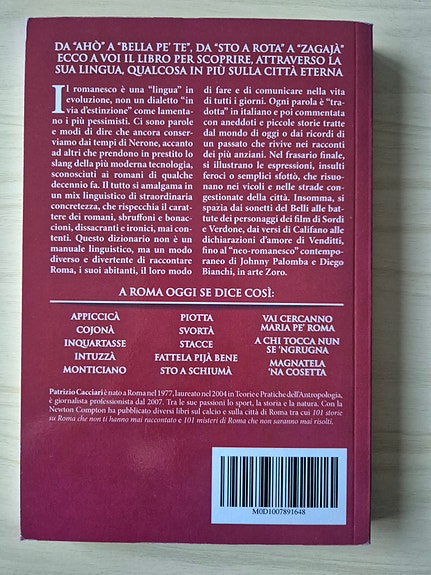 DA “AHÒ” A “BELLA PE’ TE”, DA “STO A ROTA” A “ZAGAJÀ”
ECCO A VOI IL LIBRO PER SCOPRIRE, ATTRAVERSO LA
SUA LINGUA, QUALCOSA IN PIÙ SULLA CITTÀ ETERNA
Il romanesco è una “lingua” in
evoluzione, non un dialetto “in
via d’estinzione” come lamenta-
no i più pessimisti. Ci sono parole
e modi di dire che ancora conser-
viamo dai tempi di Nerone, accan-
to ad altri che prendono in prestito lo
slang della più moderna tecnologia,
sconosciuti ai romani di qualche
decennio fa. Il tutto si amalgama in
un mix linguistico di straordinaria
concretezza, che rispecchia il caratte-
re dei romani, sbruffoni e bonac-
cioni, dissacranti e ironici, mai con-
tenti. Questo dizionario non è un
manuale linguistico, ma un modo
diverso e divertente di raccontare
Roma, i suoi abitanti, il loro modo
di fare e di comunicare nella vita
di tutti i giorni. Ogni parola è “tra-
dotta” in italiano e poi commentata
con aneddoti e piccole storie tratte
dal mondo di oggi o dai ricordi di
un passato che rivive nei racconti
dei più anziani. Nel frasario finale,
si illustrano le espressioni, insulti
feroci o semplici sfottò, che risuo-
nano nei vicoli e nelle strade con-
gestionate della città. Insomma, si
spazia dai sonetti del Belli alle bat-
tute dei personaggi dei film di Sordi
e Verdone, dai versi di Califano alle
dichiarazioni d’amore di Venditti,
fino al “neo-romanesco” contempo-
raneo di Johnny Palomba e Diego
Bianchi, in arte Zoro.
A ROMA OGGI SE DICE COSÌ:
APPICCICÀ
COJONÀ
INQUARTASSE
INTUZZÀ
MONTICIANO
PIOTTA
SVORTÀ
STACCE
FATTELA PIJÀ BENE
STO A SCHIUMÀ
VAI CERCANNO
MARIA PE’ ROMA
A CHI TOCCA NUN
SE ’NGRUGNA
MAGNATELA
’NA COSETTA
Patrizio Cacciari è nato a Roma nel 1977, laureato nel 2004 in Teorie e Pratiche dell’Antropologia,
è giornalista professionista dal 2007. Tra le sue passioni lo sport, la storia e la natura. Con la
Newton Compton ha pubblicato diversi libri sul calcio e sulla città di Roma tra cui 101 storie
su Roma che non ti hanno mai raccontato e 101 misteri di Roma che non saranno mai risolti.
M0D1007891648